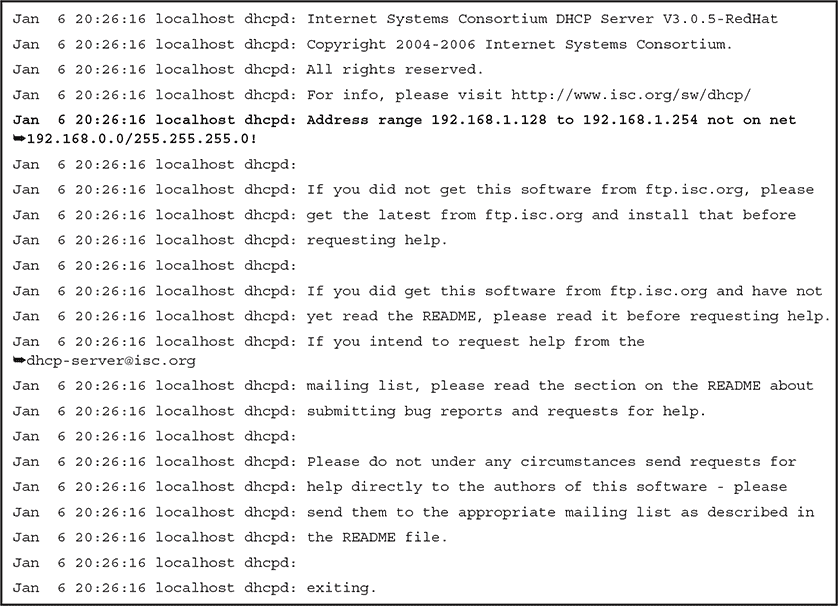 Jan  6 20:26:16 localhost dhcpd: Internet Systems Consortium DHCP Server V3.0.5-RedHat
Jan  6 20:26:16 localhost dhcpd: Copyright 2004-2006 Internet Systems Consortium.
Jan  6 20:26:16 localhost dhcpd: All rights reserved.
Jan  6 20:26:16 localhost dhcpd: For info, please visit http://www.isc.org/sw/dhcp/
Jan  6 20:26:16 localhost dhcpd: Address range 192.168.1.128 to 192.168.1.254 not on net
➥192.168.0.0/255.255.255.0!
Jan  6 20:26:16 localhost dhcpd:
Jan  6 20:26:16 localhost dhcpd: If you did not get this software from ftp.isc.org, please
Jan  6 20:26:16 localhost dhcpd: get the latest from ftp.isc.org and install that before
Jan  6 20:26:16 localhost dhcpd: requesting help.
Jan  6 20:26:16 localhost dhcpd:
Jan  6 20:26:16 localhost dhcpd: If you did get this software from ftp.isc.org and have not
Jan  6 20:26:16 localhost dhcpd: yet read the README, please read it before requesting help.
Jan  6 20:26:16 localhost dhcpd: If you intend to request help from the
➥dhcp-server@isc.org
Jan  6 20:26:16 localhost dhcpd: mailing list, please read the section on the README about
Jan  6 20:26:16 localhost dhcpd: submitting bug reports and requests for help.
Jan  6 20:26:16 localhost dhcpd:
Jan  6 20:26:16 localhost dhcpd: Please do not under any circumstances send requests for
Jan  6 20:26:16 localhost dhcpd: help directly to the authors of this software - please
Jan  6 20:26:16 localhost dhcpd: send them to the appropriate mailing list as described in
Jan  6 20:26:16 localhost dhcpd: the README file.
Jan  6 20:26:16 localhost dhcpd:
Jan  6 20:26:16 localhost dhcpd: exiting.